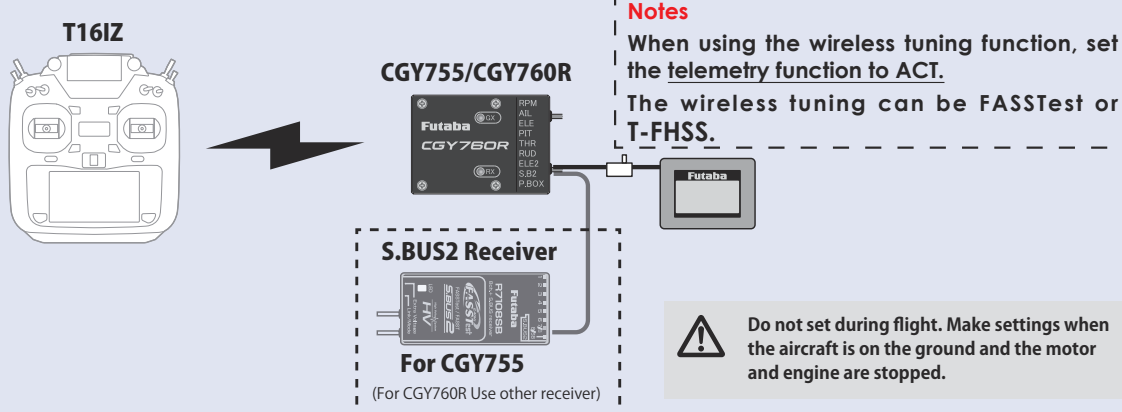 T16IZ
CGY755/CGY760R
Futaba
CGY760R
GX
RX
RPM
AIL
ELE
PIT
THR
RUD
ELE2
S.B2
P.BOX
Notes
When using the wireless tuning function, set
the telemetry function to ACT.
The wireless tuning can be FASSTest or
T-FHSS.
Futaba
S.BUS2 Receiver
Futaba
R7108SB
FASSTest
S.BUS2
HV
For CGY755
(For CGY760R Use other receiver)
Do not set during flight. Make settings when
the aircraft is on the ground and the motor
and engine are stopped.